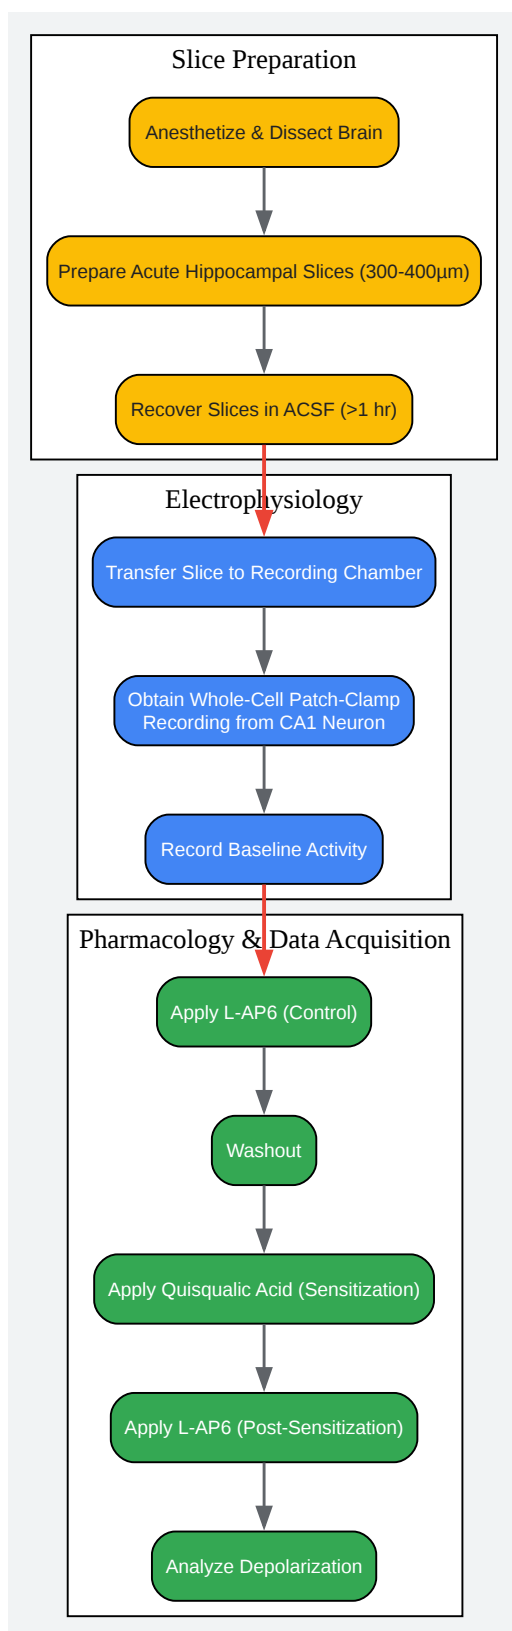 Slice Preparation
Anesthetize & Dissect Brain
Prepare Acute Hippocampal Slices (300-400µm)
Recover Slices in ACSF (>1 hr)
Electrophysiology
Transfer Slice to Recording Chamber
Obtain Whole-Cell Patch-Clamp
Recording from CA1 Neuron
Record Baseline Activity
Pharmacology & Data Acquisition
Apply L-AP6 (Control)
Washout
Apply Quisqualic Acid (Sensitization)
Apply L-AP6 (Post-Sensitization)
Analyze Depolarization